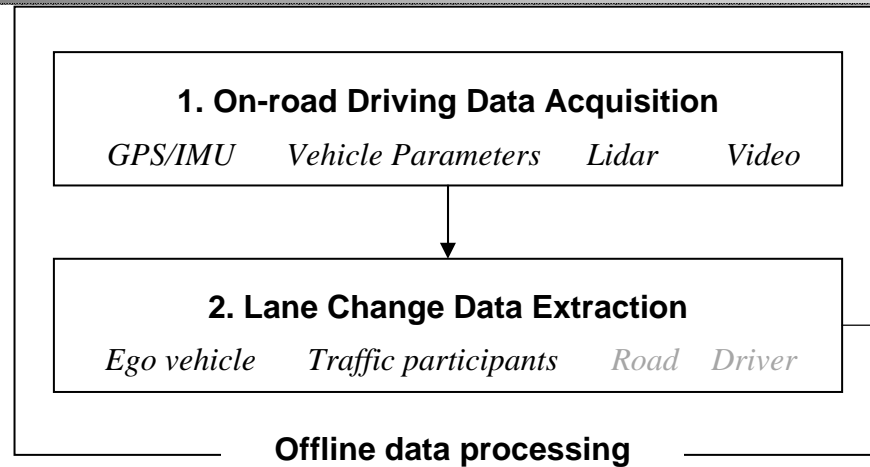 1. On-road Driving Data Acquisition
GPS/IMU Vehicle Parameters Lidar Video
2. Lane Change Data Extraction
Ego vehicle Traffic participants Road Driver
Offline data processing